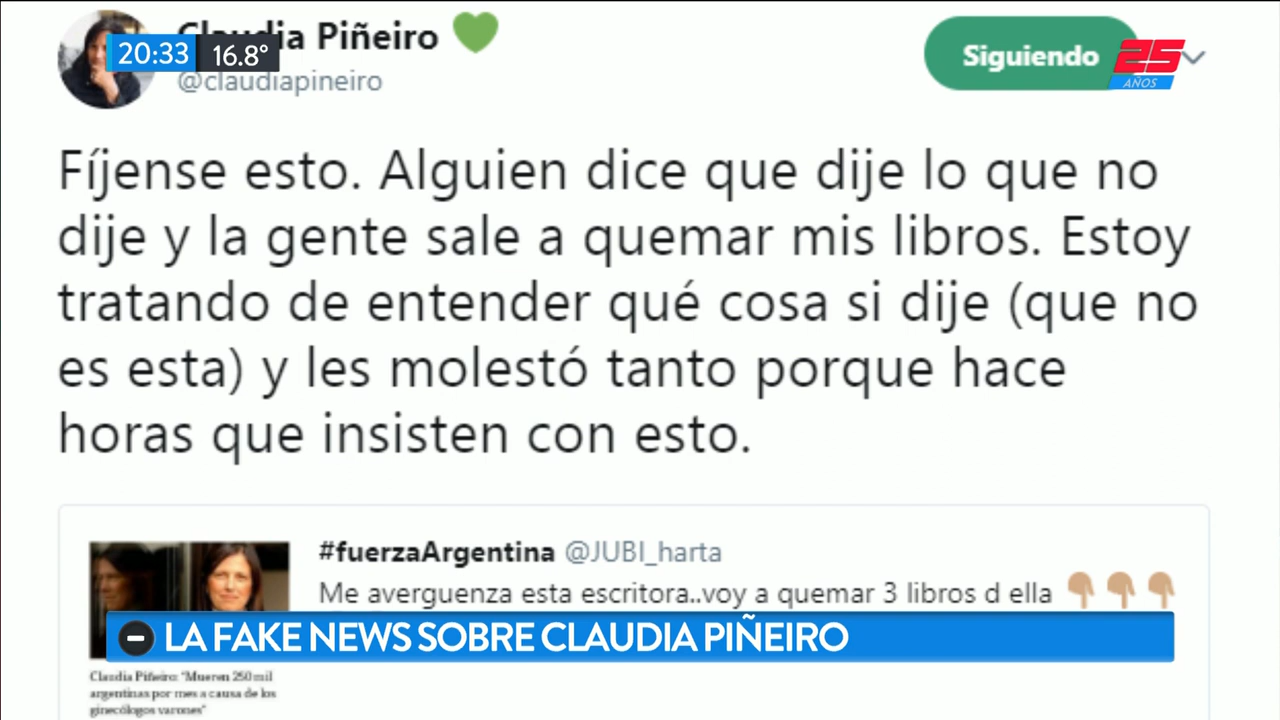 Claudia Piñeiro
20:33 16.8°
@claudiapineiro
Siguiendo
25
AÑOS
Fíjense esto. Alguien dice que dije lo que no
dije y la gente sale a quemar mis libros. Estoy
tratando de entender qué cosa si dije (que no
es esta) y les molestó tanto porque hace
horas que insisten con esto.
#fuerzaArgentina @JUBI_harta
Me averguenza esta escritora..voy a quemar 3 libros d ella
LA FAKE NEWS SOBRE CLAUDIA PIÑEIRO
Claudia Piñeiro: "Mueren 250 mil
argentinas por mes a causa de los
ginecólogos varones"